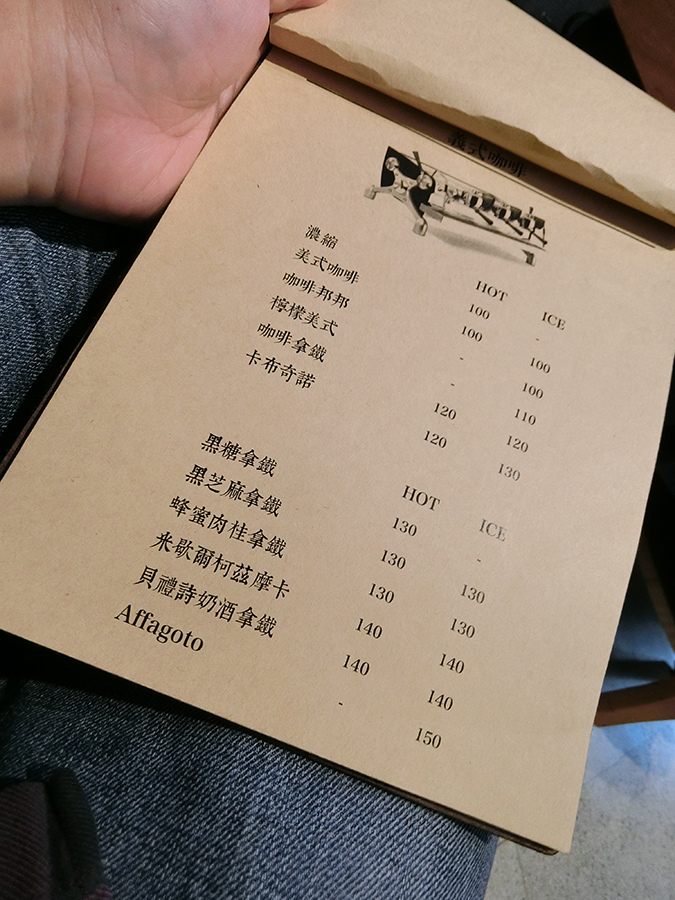 義式咖啡
HOT ICE
濃縮 100 -
美式咖啡 100 100
咖啡邦邦 - 100
檸檬美式 - 110
咖啡拿鐵 120 120
卡布奇諾 120 130
HOT ICE
黑糖拿鐵 130 -
黑芝麻拿鐵 130 130
蜂蜜肉桂拿鐵 130 130
米歇爾柯茲摩卡 140 140
貝禮詩奶酒拿鐵 140 140
Affagoto - 150